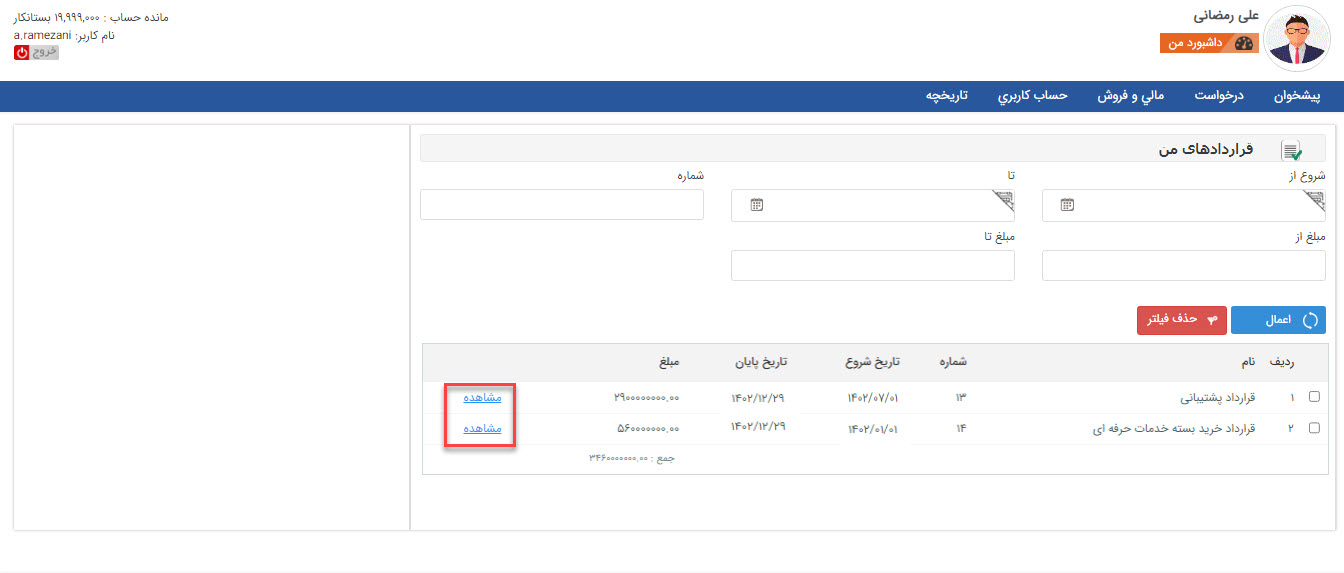 علی رمضانی
داشبورد من
مانده حساب : ۱۹,۹۹۹,۰۰۰ بستانکار
نام کاربر: a.ramezani
خروج
پیشخوان درخواست مالي و فروش حساب کاربري تاریخچه
قراردادهای من
شروع از تا شماره
مبلغ از مبلغ تا
اعمال حذف فیلتر
ردیف نام شماره تاریخ شروع تاریخ پایان مبلغ
۱ قرارداد پشتیبانی ۱۳ ۱۴۰۲/۰۷/۰۱ ۱۴۰۲/۱۲/۲۹ ۲۹۰۰۰۰۰۰۰۰.۰۰ مشاهده
۲ قرارداد خرید بسته خدمات حرفه ای ۱۴ ۱۴۰۲/۰۱/۰۱ ۱۴۰۲/۱۲/۲۹ ۵۶۰۰۰۰۰۰۰.۰۰ مشاهده
جمع : ۳۴۶۰۰۰۰۰۰۰.۰۰